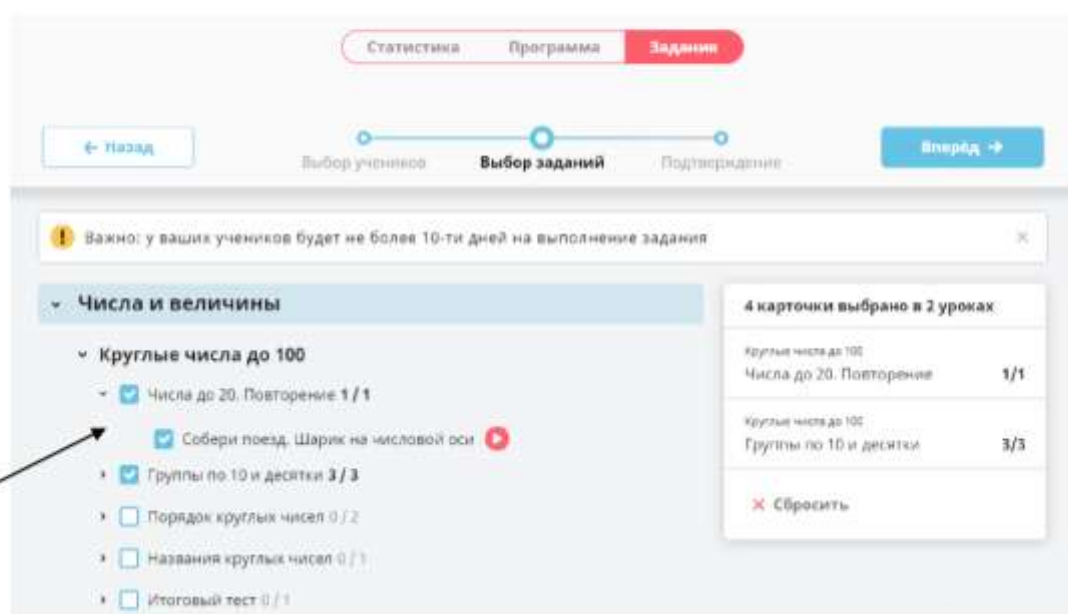 Статистика Программа Задания
← Назад
Выбор учеников Выбор заданий Подтверждение
Вперёд →
! Важно: у ваших учеников будет не более 10-ти дней на выполнение задания ×
Числа и величины
Круглые числа до 100
Числа до 20. Повторение 1 / 1
Собери поезд. Шарик на числовой оси
Группы по 10 и десятки 3 / 3
Порядок круглых чисел 0 / 2
Названия круглых чисел 0 / 1
Итоговый тест 0 / 1
4 карточки выбрано в 2 уроках
Круглые числа до 100
Числа до 20. Повторение 1/1
Круглые числа до 100
Группы по 10 и десятки 3/3
× Сбросить